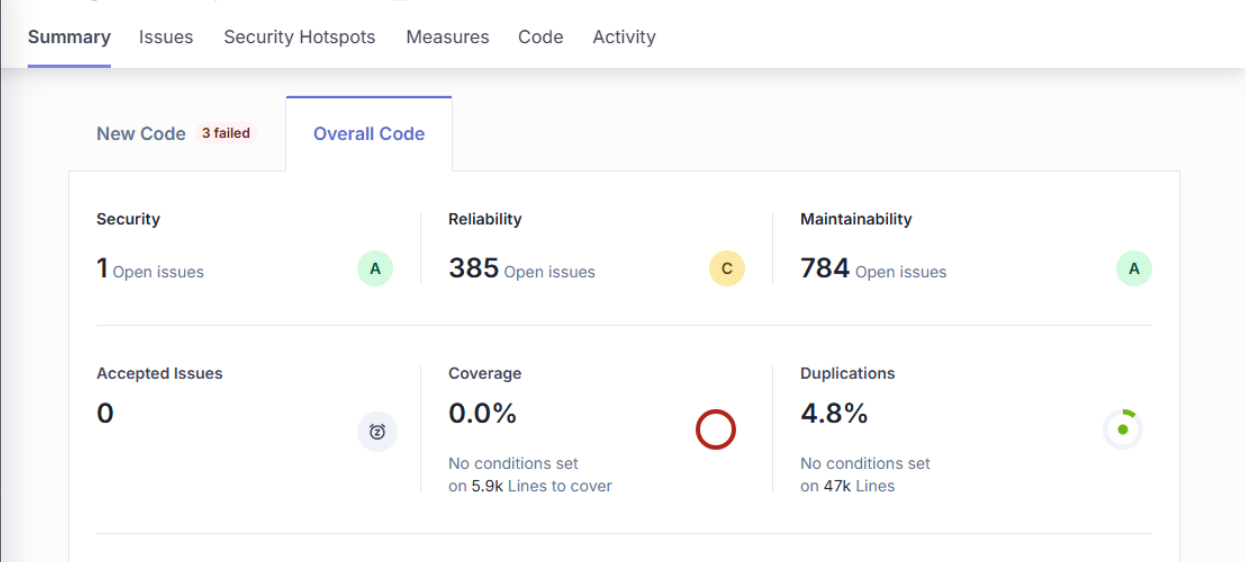 Summary Issues Security Hotspots Measures Code Activity
New Code 3 failed Overall Code
Security Reliability Maintainability
1 Open issues A 385 Open issues C 784 Open issues A
Accepted Issues Coverage Duplications
0 0.0% 4.8%
No conditions set No conditions set
on 5.9k Lines to cover on 47k Lines